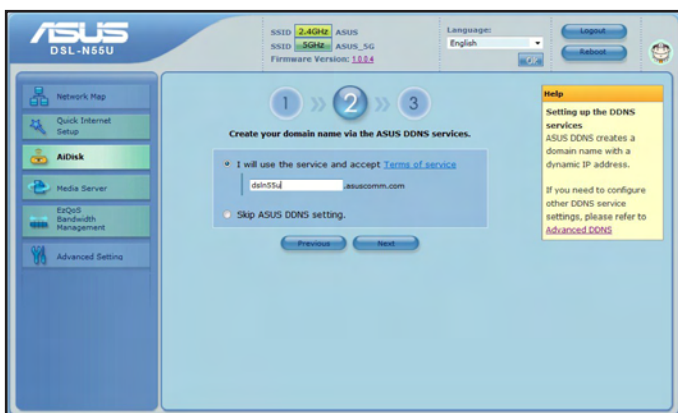 ASUS
DSL-N55U
SSID 2.4GHz ASUS
SSID 5GHz ASUS_5G
Firmware Version: 1.0.0.4
Language:
English
OK
Logout
Reboot
Network Map
Quick Internet
Setup
AiDisk
Media Server
EzQoS
Bandwidth
Management
Advanced Setting
1 » 2 » 3
Create your domain name via the ASUS DDNS services.
I will use the service and accept Terms of service
dsln55u .asuscomm.com
Skip ASUS DDNS setting.
Previous Next
Help
Setting up the DDNS
services
ASUS DDNS creates a
domain name with a
dynamic IP address.
If you need to configure
other DDNS service
settings, please refer to
Advanced DDNS